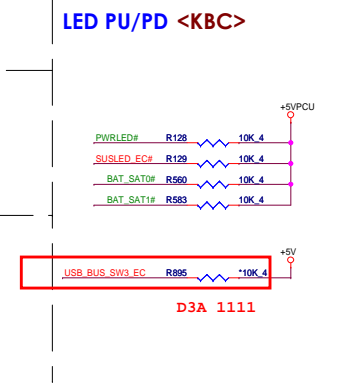 LED PU/PD <KBC>
+5VPCU
PWRLED# R128 10K_4
SUSLED_EC# R129 10K_4
BAT_SAT0# R560 10K_4
BAT_SAT1# R583 10K_4
+5V
USB_BUS_SW3_EC R895 *10K_4
D3A 1111